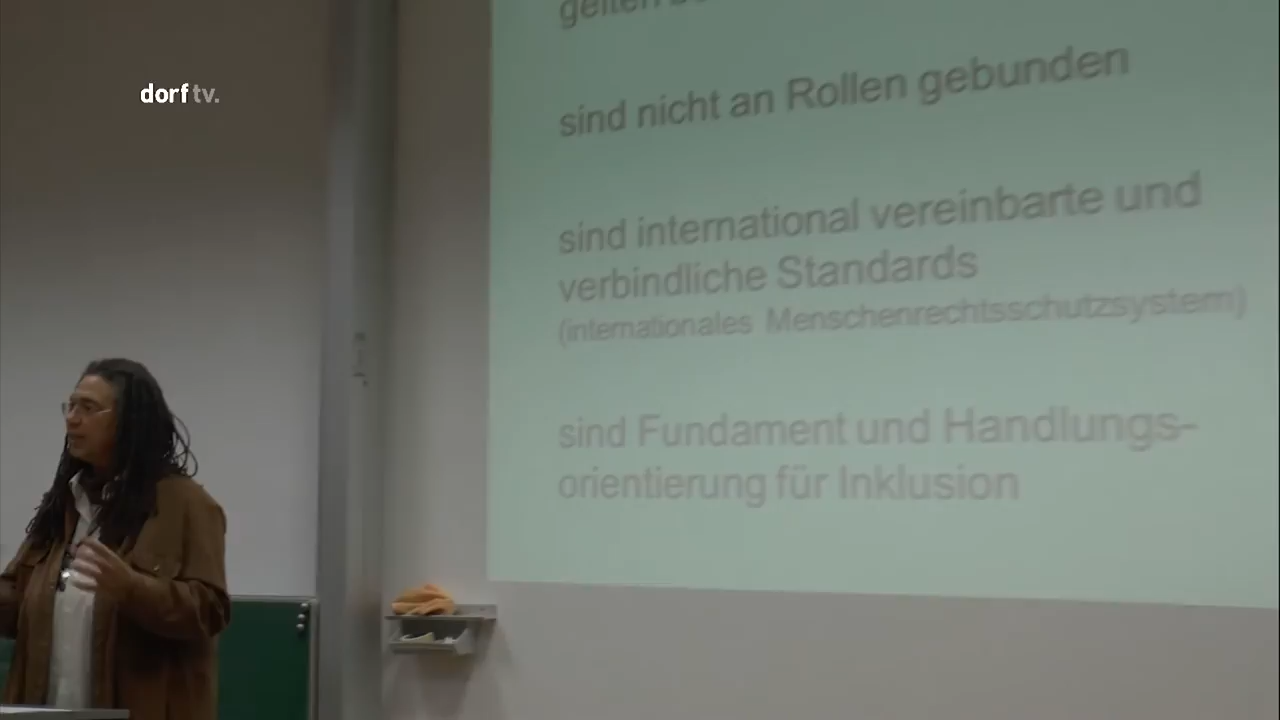 dorf tv.
gelten
sind nicht an Rollen gebunden
sind international vereinbarte und
verbindliche Standards
(internationales Menschenrechtsschutzsystem)
sind Fundament und Handlungs-
orientierung für Inklusion